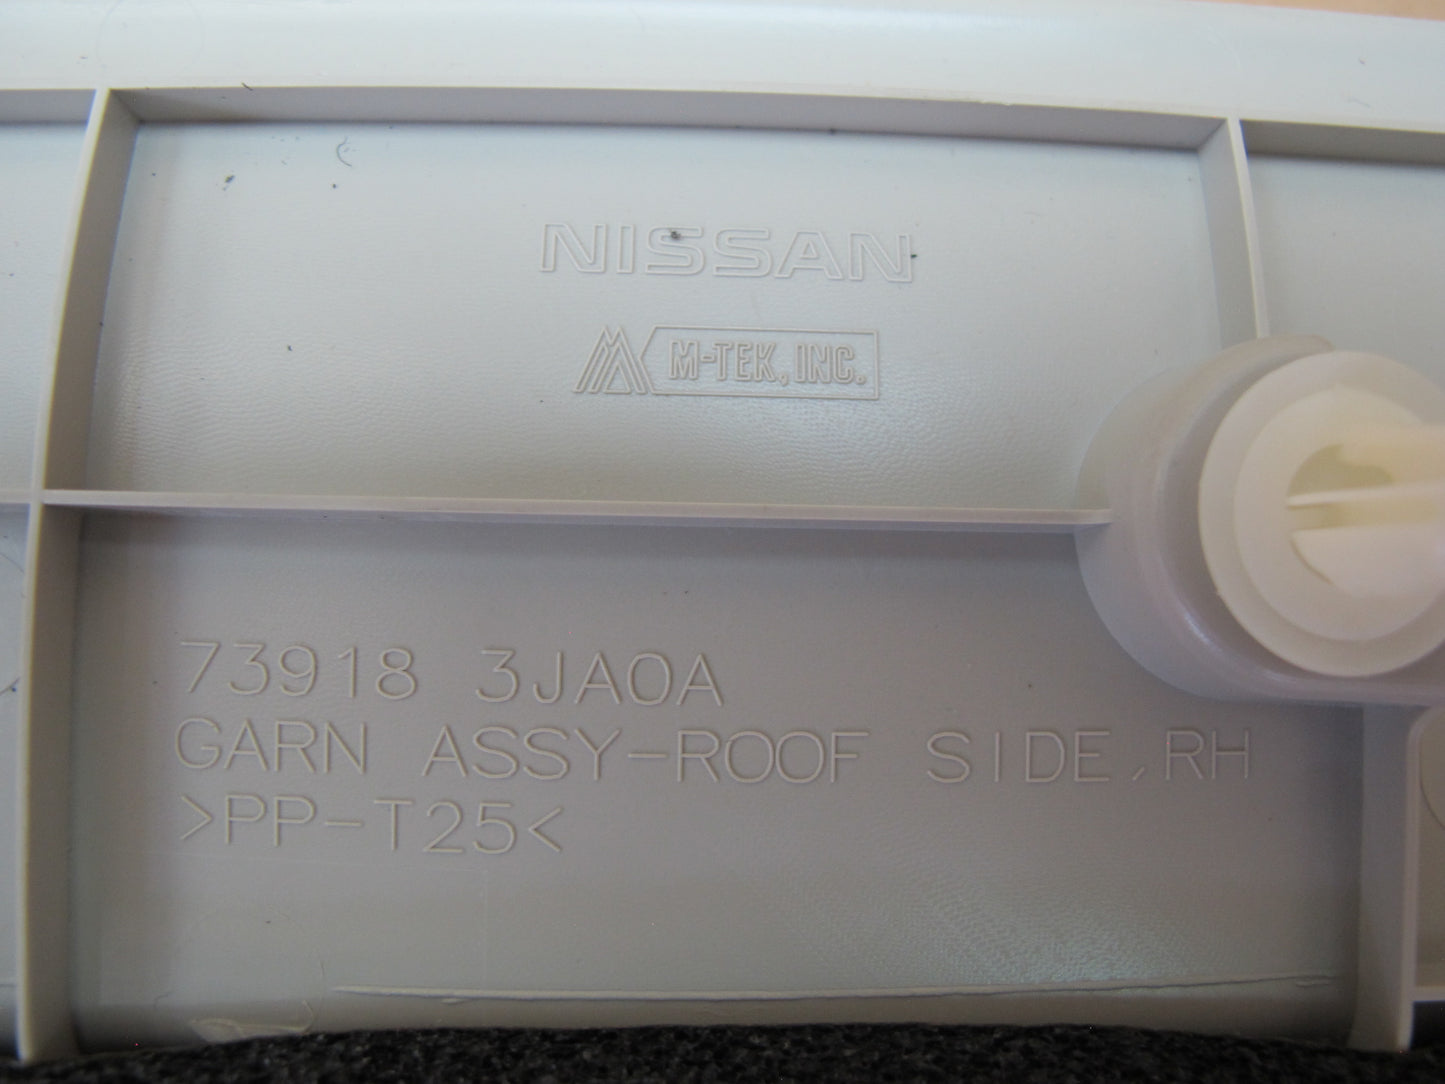 NISSAN
M-TEK, INC.
73918 3JA0A
GARN ASSY-ROOF SIDE,RH
>PP-T25<